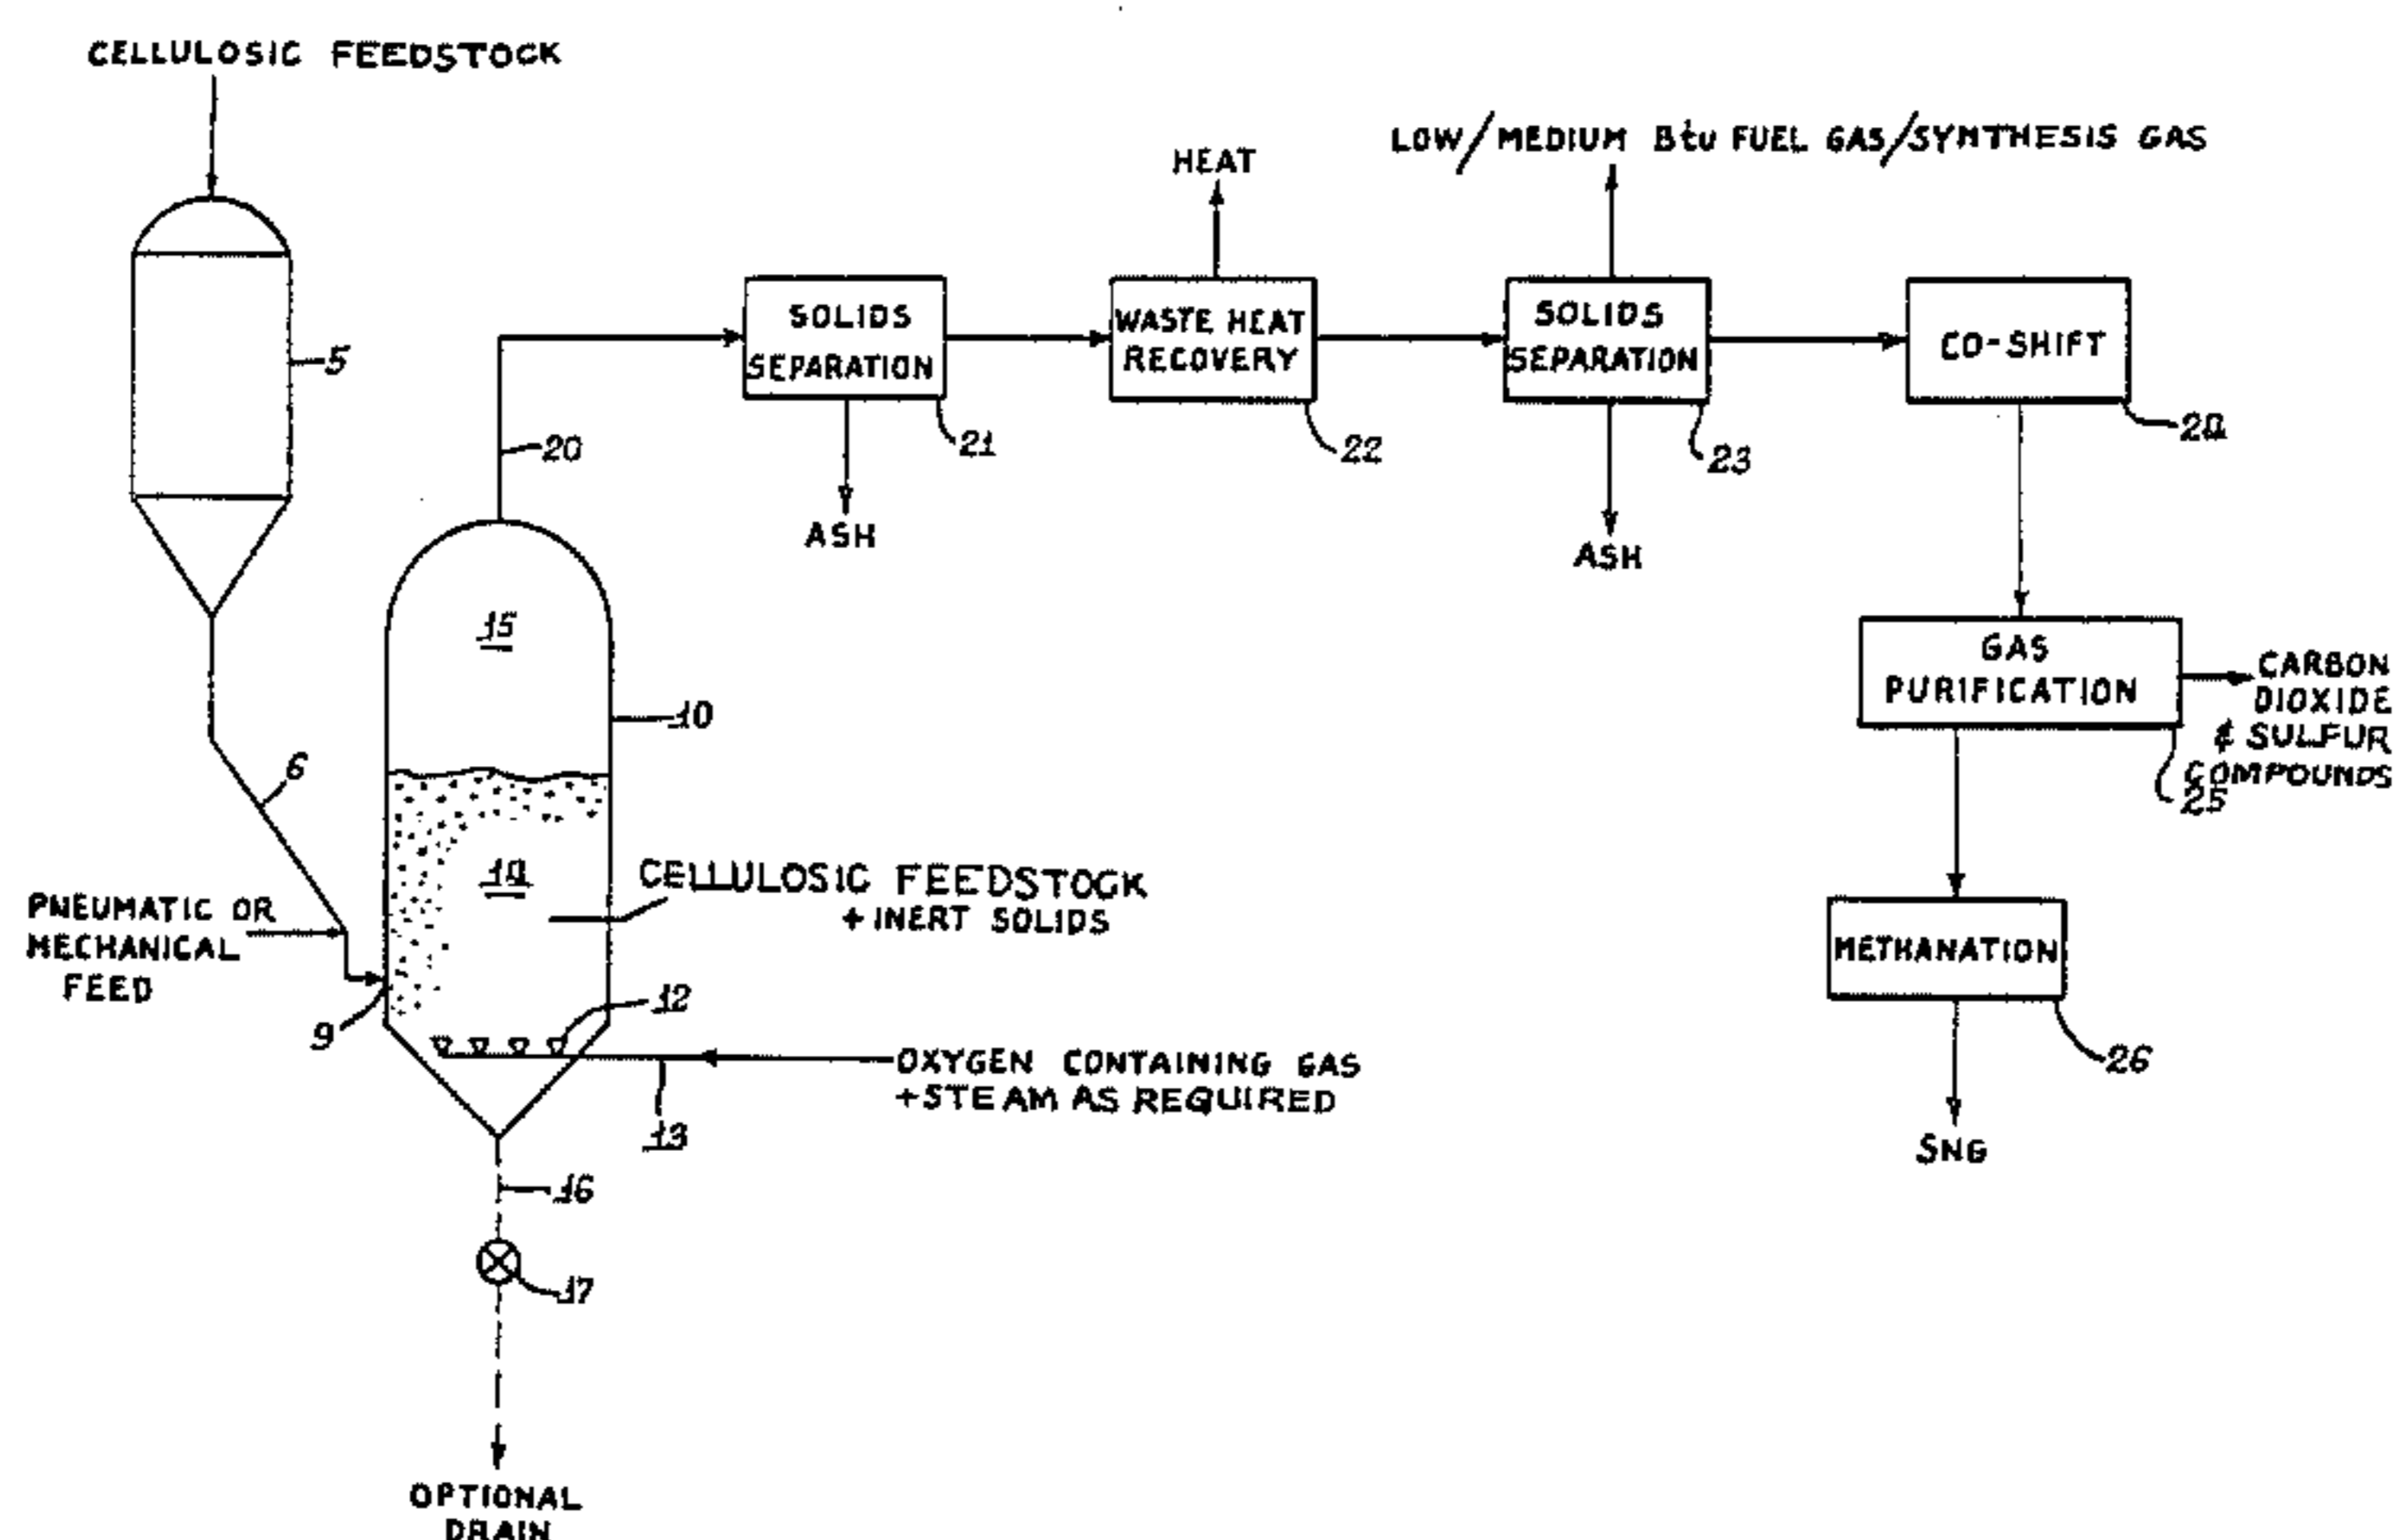 CELLULOSIC FEEDSTOCK
LOW/MEDIUM Btu FUEL GAS/SYNTHESIS GAS
HEAT
5
SOLIDS
SEPARATION
WASTE HEAT
RECOVERY
SOLIDS
SEPARATION
CO-SHIFT
20
21
22
23
24
ASH
ASH
15
10
GAS
PURIFICATION
CARBON
DIOXIDE
& SULFUR
COMPOUNDS
25
6
14
CELLULOSIC FEEDSTOCK
+ INERT SOLIDS
PNEUMATIC OR
MECHANICAL
FEED
METHANATION
9
12
OXYGEN CONTAINING GAS
+STEAM AS REQUIRED
26
13
SNG
16
17
OPTIONAL
DRAIN